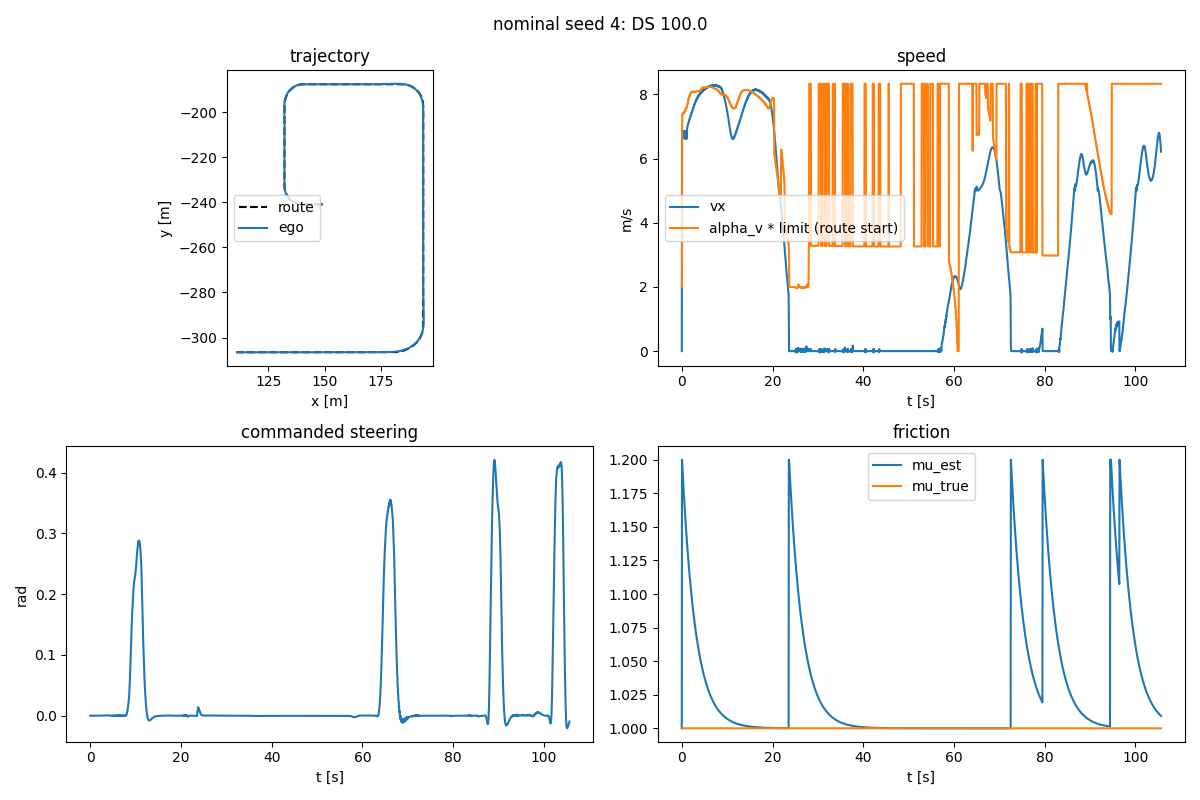 nominal seed 4: DS 100.0
trajectory
y [m]
−200
−220
−240
−260
−280
−300
route
ego
125
150
175
x [m]
speed
m/s
8
6
4
2
0
vx
alpha_v * limit (route start)
0
20
40
60
80
100
t [s]
commanded steering
rad
0.4
0.3
0.2
0.1
0.0
0
20
40
60
80
100
t [s]
friction
1.200
1.175
1.150
1.125
1.100
1.075
1.050
1.025
1.000
mu_est
mu_true
0
20
40
60
80
100
t [s]